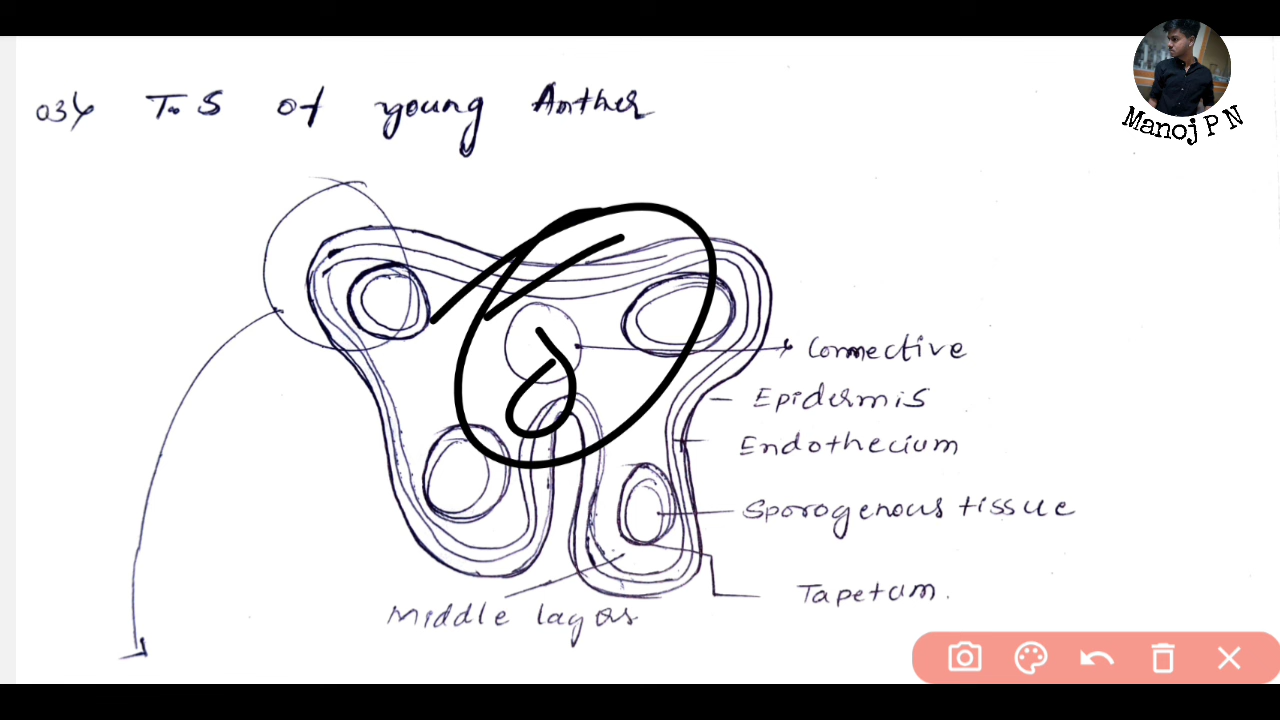 03) T.S of young Anther
Manoj P N
Connective
Epidermis
Endothecium
Sporogenous tissue
Tapetum.
Middle layers